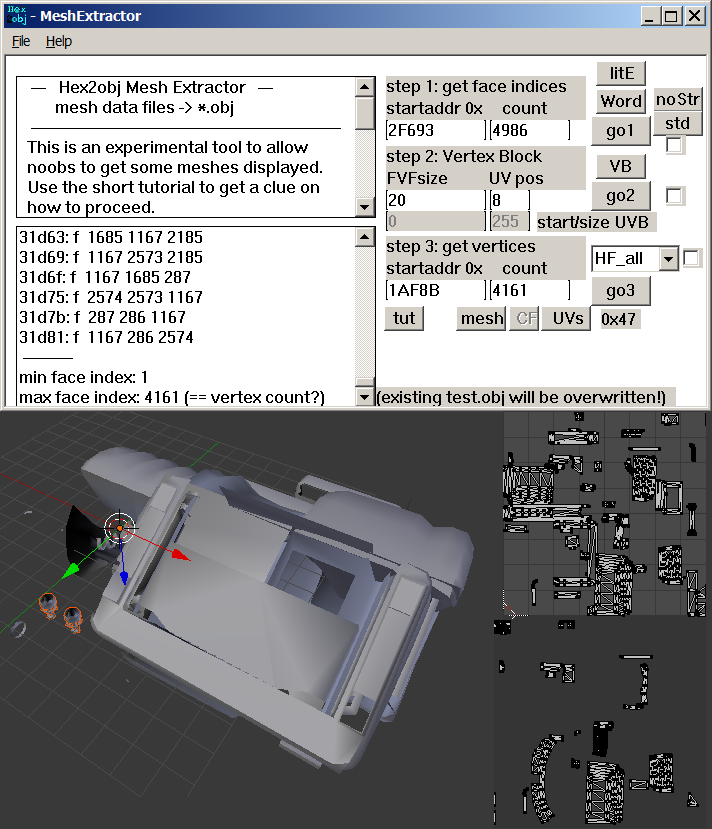 Hex obj - MeshExtractor
File Help
— Hex2obj Mesh Extractor —
mesh data files -> *.obj
This is an experimental tool to allow
noobs to get some meshes displayed.
Use the short tutorial to get a clue on
how to proceed.
31d63: f 1685 1167 2185
31d69: f 1167 2573 2185
31d6f: f 1167 1685 287
31d75: f 2574 2573 1167
31d7b: f 287 286 1167
31d81: f 1167 286 2574
min face index: 1
max face index: 4161 (== vertex count?)
step 1: get face indices
startaddr 0x count
2F693 4986
litE
Word
noStr
go1
std
step 2: Vertex Block
FVFsize UV pos
20 8
0 255 start/size UVB
VB
go2
step 3: get vertices
startaddr 0x count
1AF8B 4161
HF_all
go3
tut mesh CF UVs 0x47
(existing test.obj will be overwritten!)